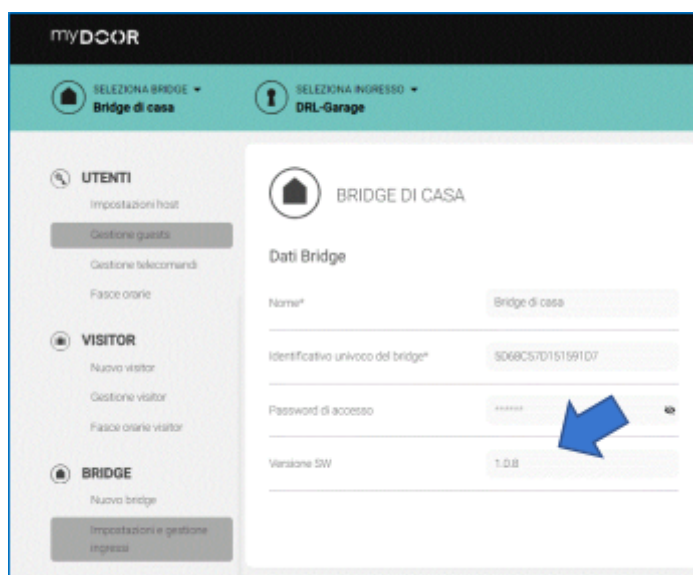 myDOOR
SELEZIONA BRIDGE
Bridge di casa
SELEZIONA INGRESSO
DRL-Garage
UTENTI
Impostazioni host
Gestione guests
Gestione telecomandi
Fasce orarie
VISITOR
Nuovo visitor
Gestione visitor
Fasce orarie visitor
BRIDGE
Nuovo bridge
Impostazioni e gestione
ingressi
BRIDGE DI CASA
Dati Bridge
Nome*
Bridge di casa
Identificativo univoco del bridge*
5D68C57D151591D7
Password di accesso
••••••
Versione SW
1.0.8